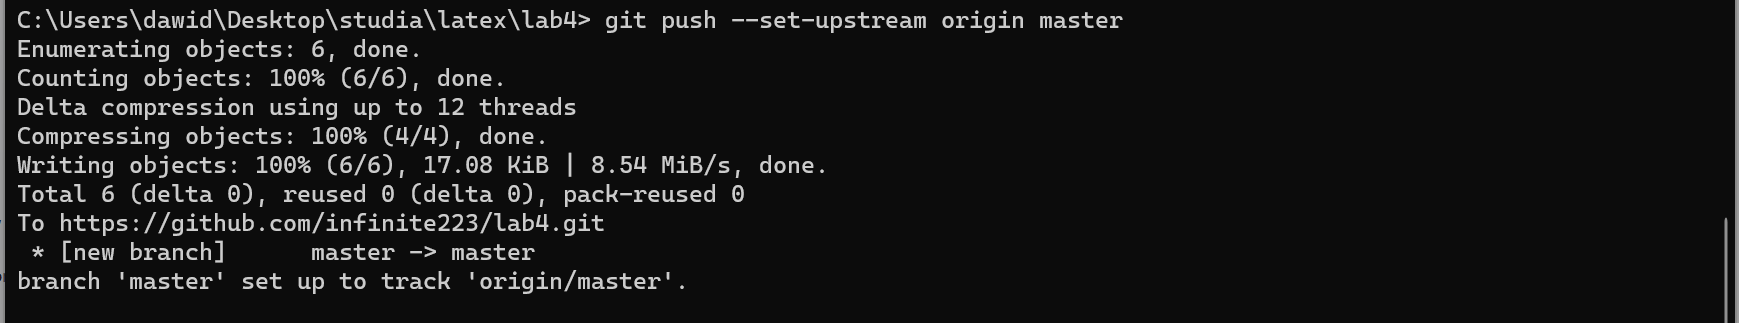 C:\Users\dawid\Desktop\studia\latex\lab4> git push --set-upstream origin master
Enumerating objects: 6, done.
Counting objects: 100% (6/6), done.
Delta compression using up to 12 threads
Compressing objects: 100% (4/4), done.
Writing objects: 100% (6/6), 17.08 KiB | 8.54 MiB/s, done.
Total 6 (delta 0), reused 0 (delta 0), pack-reused 0
To https://github.com/infinite223/lab4.git
 * [new branch]      master -> master
branch 'master' set up to track 'origin/master'.